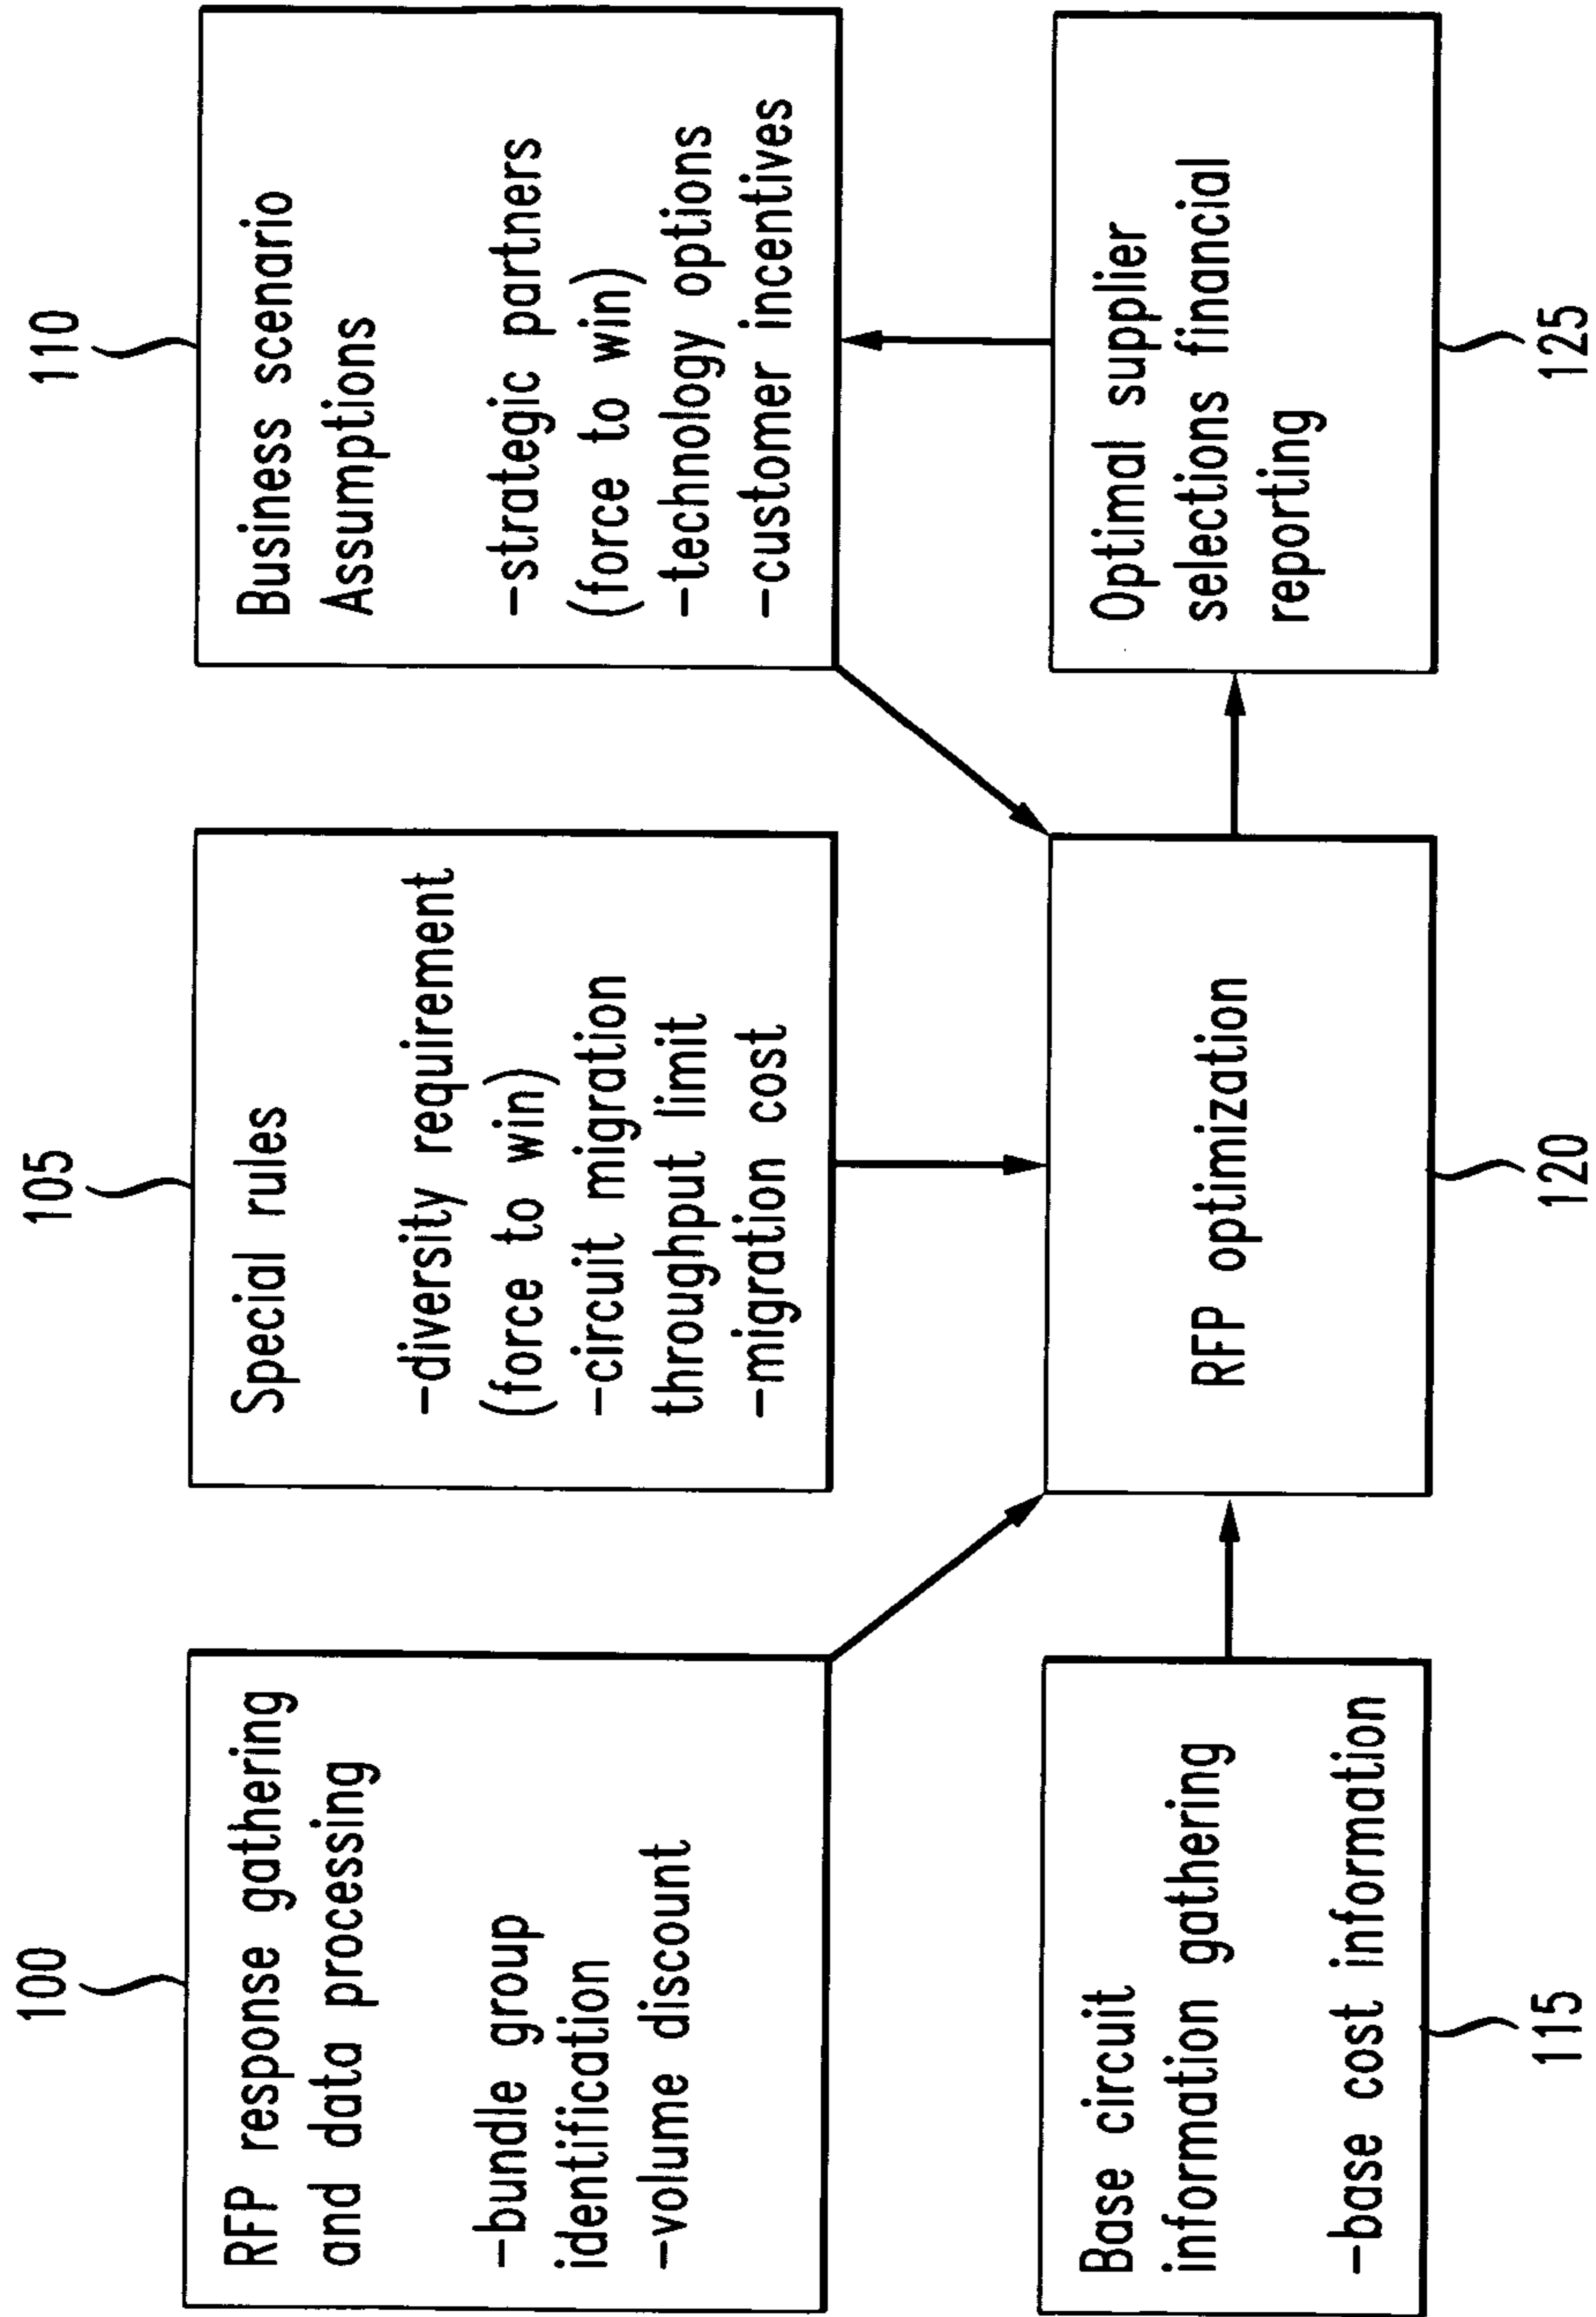 100
RFP response gathering
and data processing
-bundle group
identification
-volume discount
105
Special rules
-diversity requirement
(force to win)
-circuit migration
throughput limit
-migration cost
110
Business scenario
Assumptions
-strategic partners
(force to win)
-technology options
-customer incentives
Base circuit
information gathering
-base cost information
115
RFP optimization
120
Optimal supplier
selections financial
reporting
125